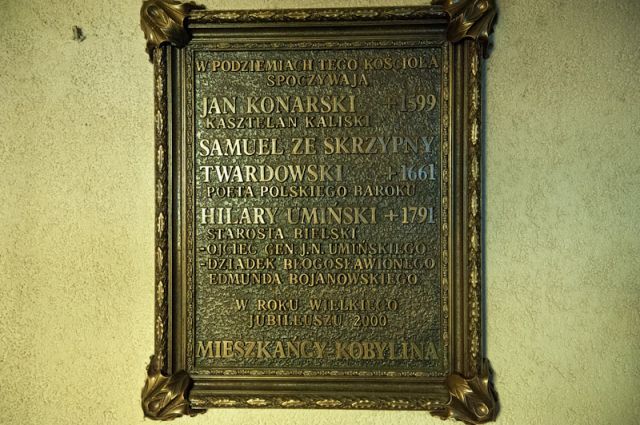 W PODZIEMIACH TEGO KOŚCIOŁA
SPOCZYWAJĄ
JAN KONARSKI +1599
KASZTELAN KALISKI
SAMUEL ZE SKRZYPNY
TWARDOWSKI +1661
POETA POLSKIEGO BAROKU
HILARY UMIŃSKI +1791
STAROSTA BIELSKI
-OJCIEC GEN. J.N. UMIŃSKIEGO
-DZIADEK BŁOGOSŁAWIONEGO
EDMUNDA BOJANOWSKIEGO
W ROKU WIELKIEGO
JUBILEUSZU 2000
MIESZKAŃCY-KOBYLINA